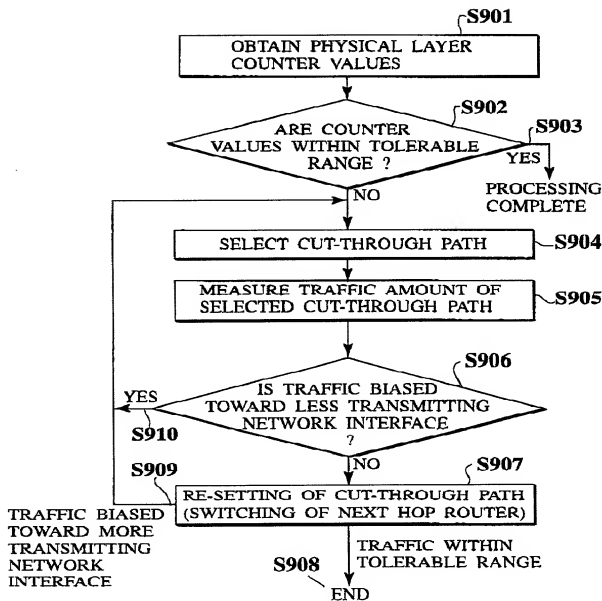 S901
OBTAIN PHYSICAL LAYER
COUNTER VALUES
S902
ARE COUNTER
VALUES WITHIN TOLERABLE
RANGE ?
S903
YES
PROCESSING
COMPLETE
NO
SELECT CUT-THROUGH PATH
S904
MEASURE TRAFFIC AMOUNT OF
SELECTED CUT-THROUGH PATH
S905
S906
IS TRAFFIC BIASED
TOWARD LESS TRANSMITTING
NETWORK INTERFACE
?
YES
S910
NO
S909
S907
RE-SETTING OF CUT-THROUGH PATH
(SWITCHING OF NEXT HOP ROUTER)
TRAFFIC BIASED
TOWARD MORE
TRANSMITTING
NETWORK
INTERFACE
TRAFFIC WITHIN
TOLERABLE RANGE
S908
END